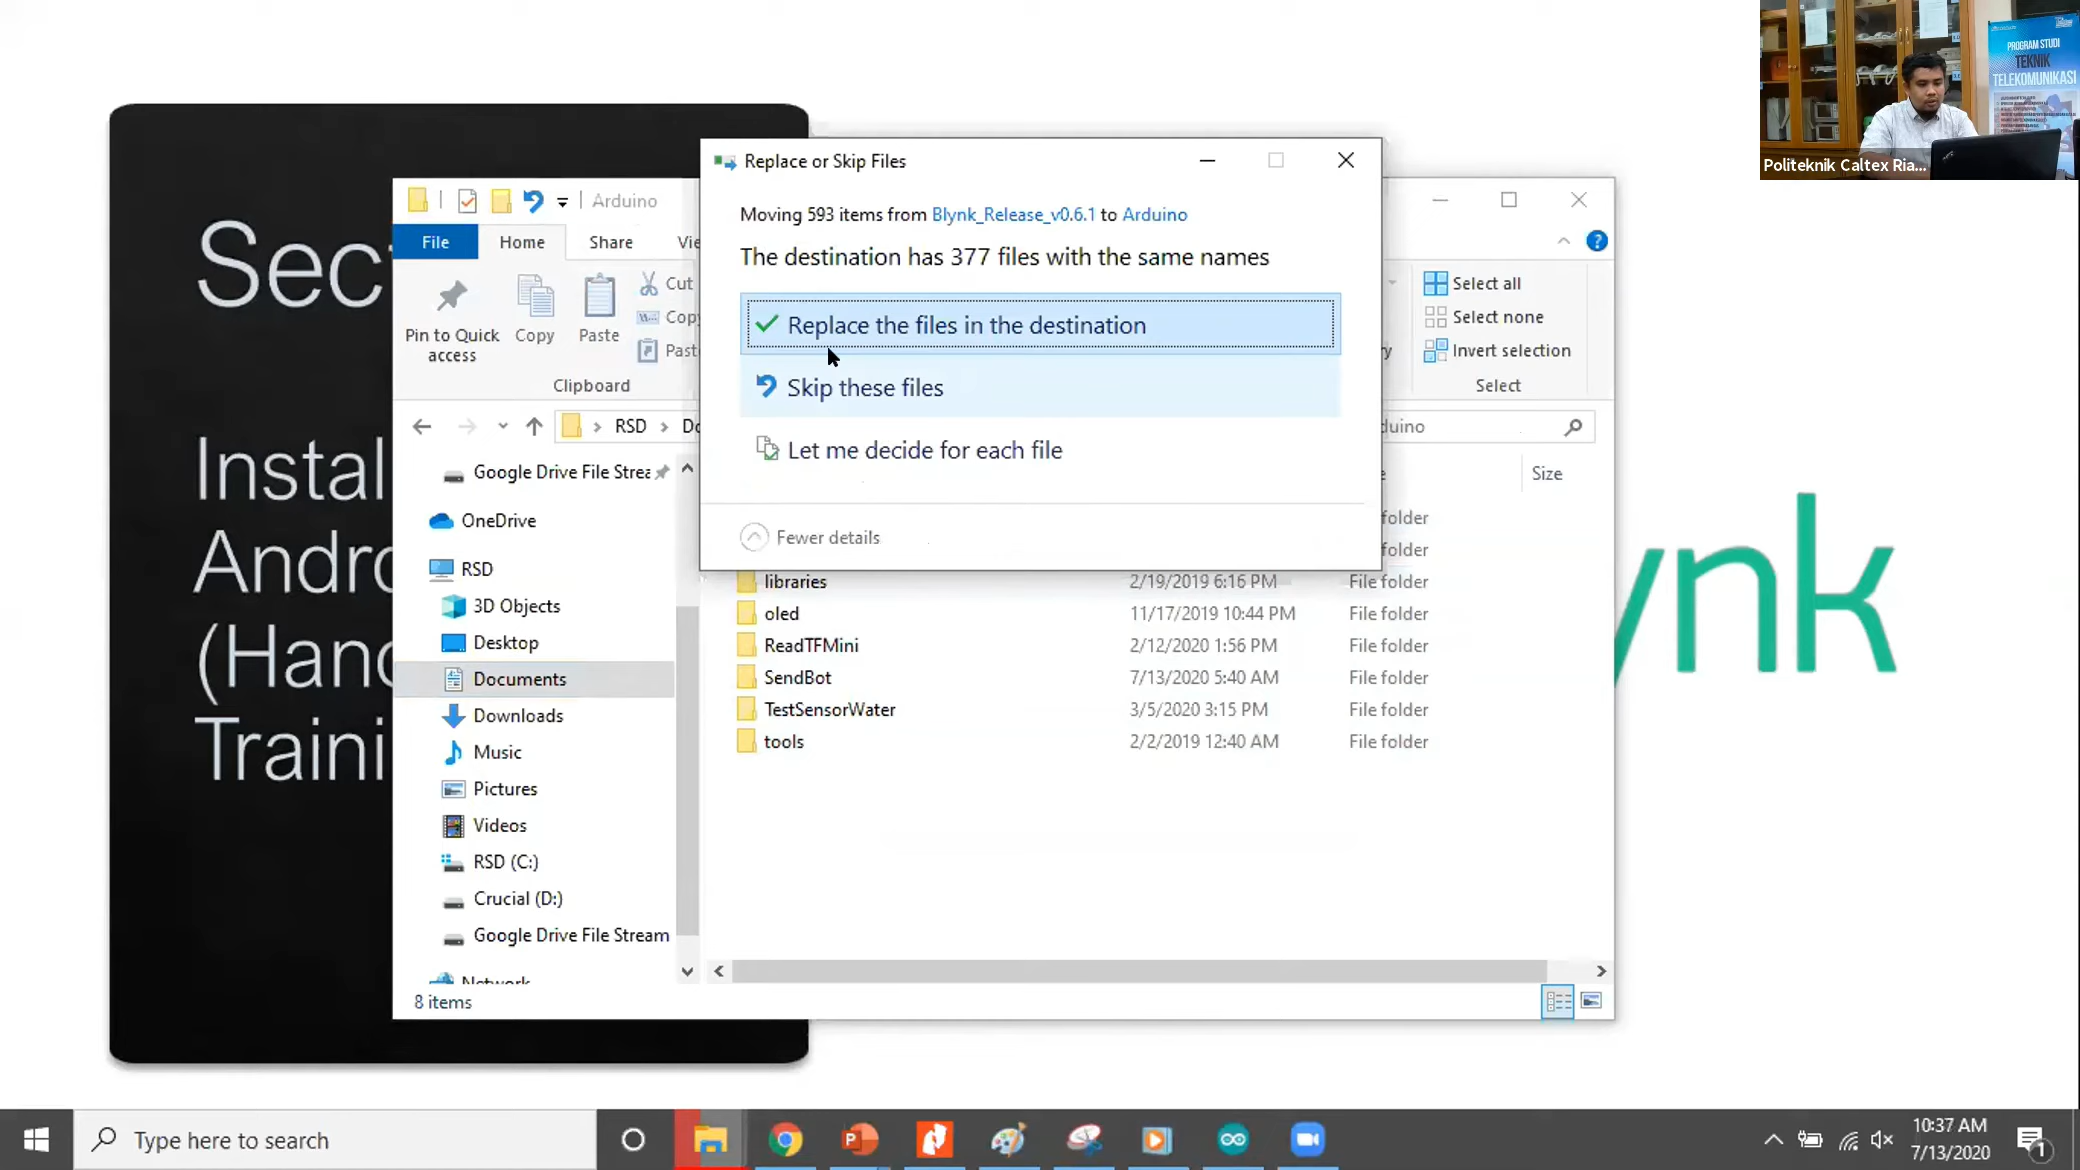 PROGRAM STUDI
TEKNIK
TELEKOMUNIKASI
Politeknik Caltex Ria...
Replace or Skip Files
Moving 593 items from Blynk_Release_v0.6.1 to Arduino
The destination has 377 files with the same names
Replace the files in the destination
Skip these files
Let me decide for each file
Fewer details
Arduino
File Home Share Vie
Pin to Quick
access
Copy
Paste
Cut
Copy
Past
Clipboard
Select all
Select none
Invert selection
Select
RSD Do
duino
Google Drive File Strea
OneDrive
RSD
3D Objects
Desktop
Documents
Downloads
Music
Pictures
Videos
RSD (C:)
Crucial (D:)
Google Drive File Stream
Network
Size
folder
folder
libraries 2/19/2019 6:16 PM File folder
oled 11/17/2019 10:44 PM File folder
ReadTFMini 2/12/2020 1:56 PM File folder
SendBot 7/13/2020 5:40 AM File folder
TestSensorWater 3/5/2020 3:15 PM File folder
tools 2/2/2019 12:40 AM File folder
8 items
Sect
Instal
Andro
(Hand
Traini
ynk
Type here to search
10:37 AM
7/13/2020
1